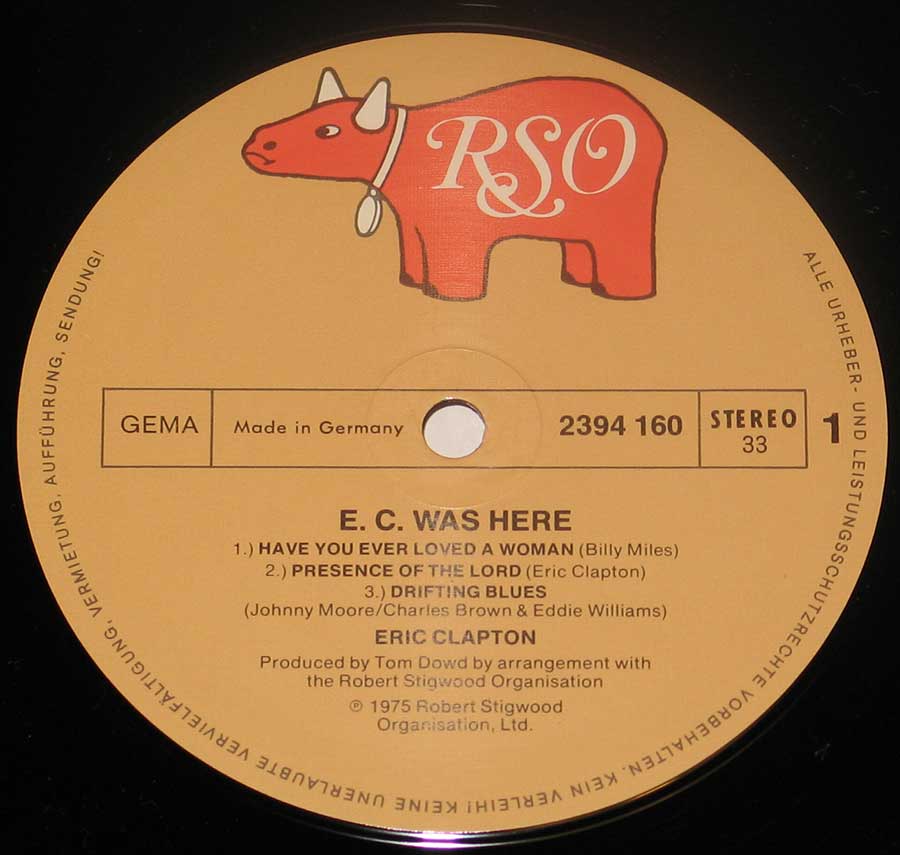 RSO
GEMA
Made in Germany
2394 160
STEREO
33
1
E. C. WAS HERE
1.) HAVE YOU EVER LOVED A WOMAN (Billy Miles)
2.) PRESENCE OF THE LORD (Eric Clapton)
3.) DRIFTING BLUES
(Johnny Moore/Charles Brown & Eddie Williams)
ERIC CLAPTON
Produced by Tom Dowd by arrangement with
the Robert Stigwood Organisation
℗ 1975 Robert Stigwood
Organisation, Ltd.
ALLE URHEBER- UND LEISTUNGSSCHUTZRECHTE VORBEHALTEN. KEIN VERLEIH! KEINE UNERLAUBTE VERVIELFÄLTIGUNG, VERMIETUNG, AUFFÜHRUNG, SENDUNG!